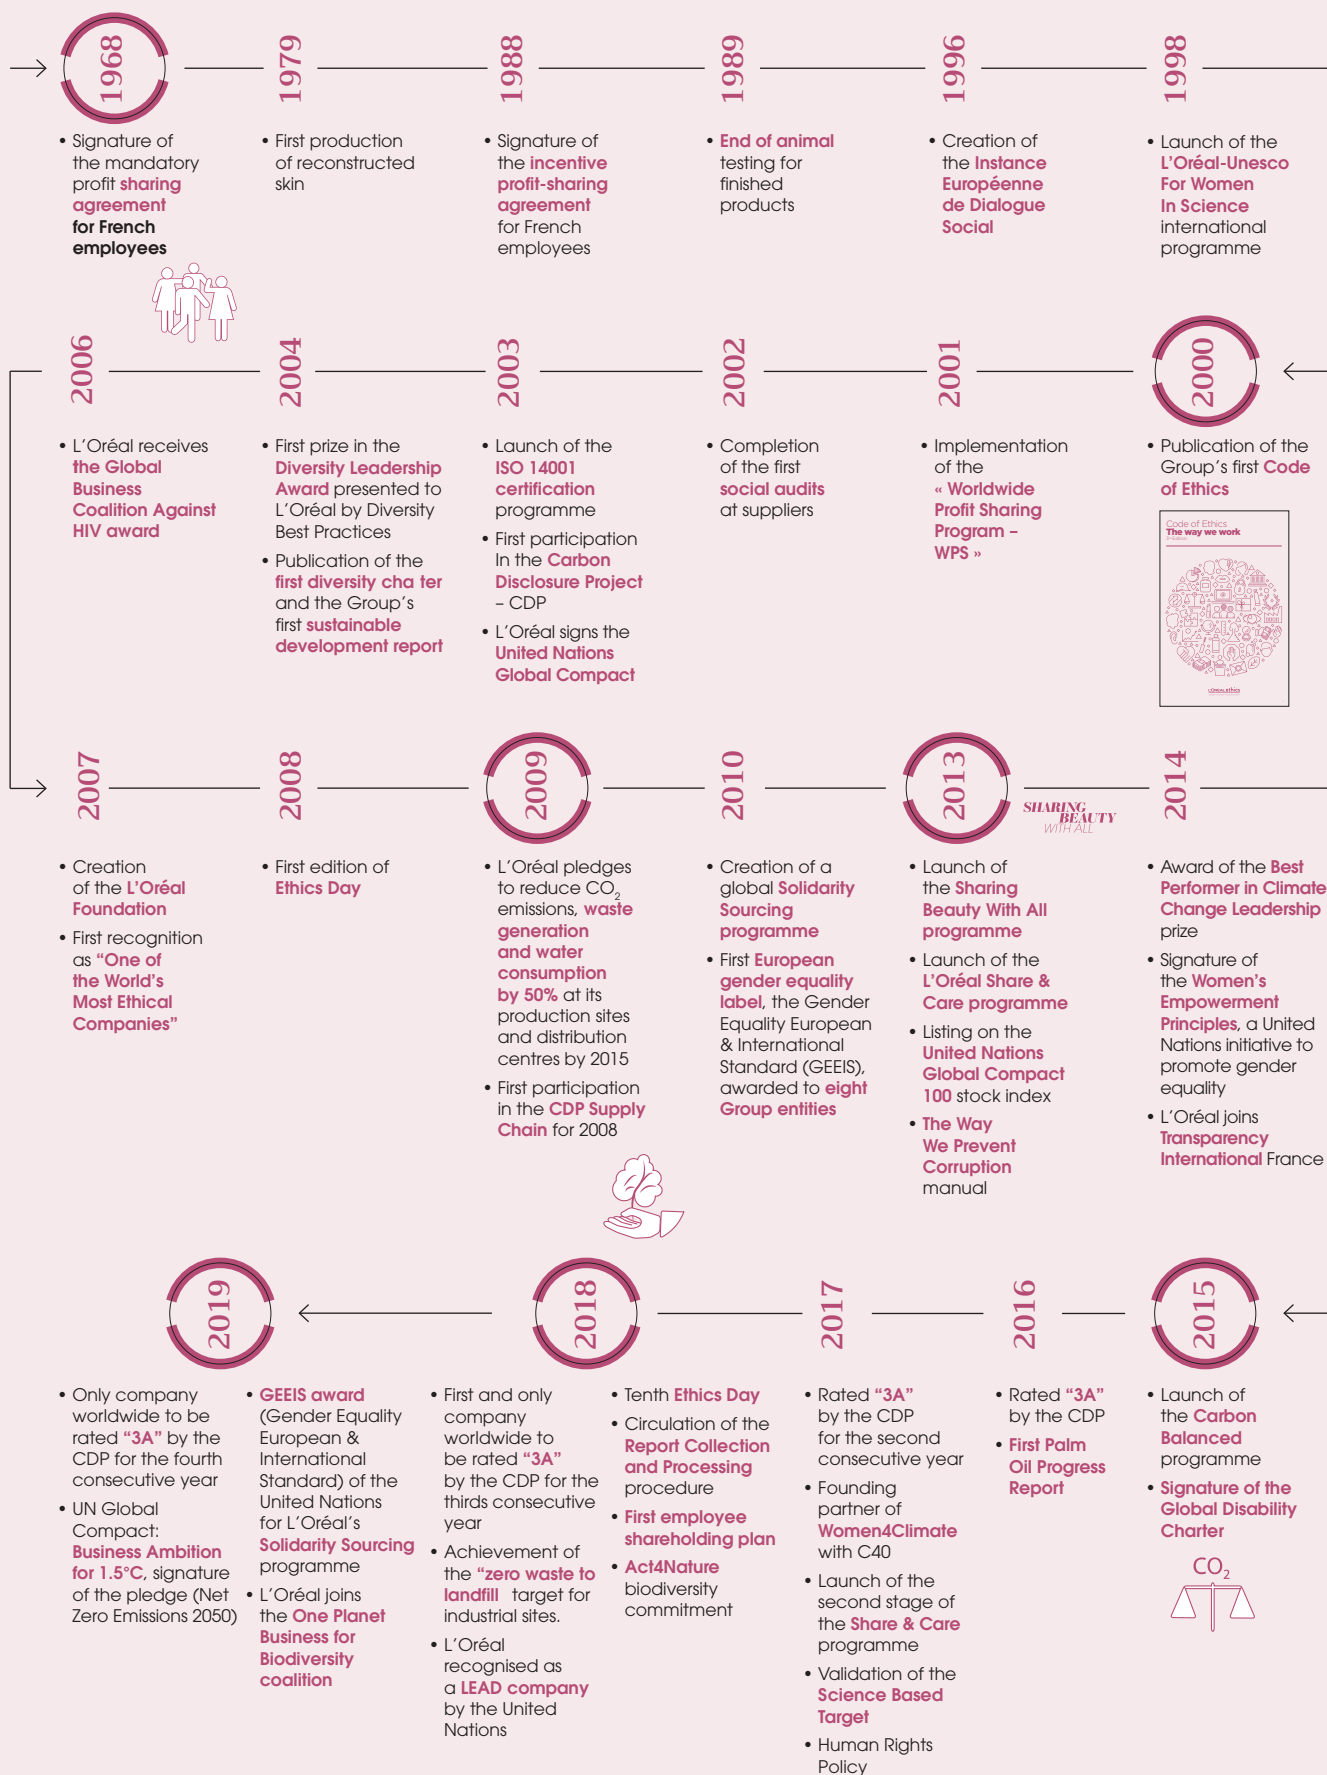 1968
• Signature of
the mandatory
profit sharing
agreement
for French
employees
1979
• First production
of reconstructed
skin
1988
• Signature of
the incentive
profit-sharing
agreement
for French
employees
1989
• End of animal
testing for
finished
products
1996
• Creation of
the Instance
Européenne
de Dialogue
Social
1998
• Launch of the
L'Oréal-Unesco
For Women
In Science
international
programme
2000
• Publication of the
Group's first Code
of Ethics
Code of Ethics
The way we work
L'ORÉAL ethics
2001
• Implementation
of the
« Worldwide
Profit Sharing
Program –
WPS »
2002
• Completion
of the first
social audits
at suppliers
2003
• Launch of the
ISO 14001
certification
programme
• First participation
In the Carbon
Disclosure Project
– CDP
• L'Oréal signs the
United Nations
Global Compact
2004
• First prize in the
Diversity Leadership
Award presented to
L'Oréal by Diversity
Best Practices
• Publication of the
first diversity cha ter
and the Group's
first sustainable
development report
2006
• L'Oréal receives
the Global
Business
Coalition Against
HIV award
2007
• Creation
of the L'Oréal
Foundation
• First recognition
as “One of
the World's
Most Ethical
Companies”
2008
• First edition of
Ethics Day
2009
• L'Oréal pledges
to reduce CO2
emissions, waste
generation
and water
consumption
by 50% at its
production sites
and distribution
centres by 2015
• First participation
in the CDP Supply
Chain for 2008
2010
• Creation of a
global Solidarity
Sourcing
programme
• First European
gender equality
label, the Gender
Equality European
& International
Standard (GEEIS),
awarded to eight
Group entities
2013
SHARING
BEAUTY
WITH ALL
• Launch of
the Sharing
Beauty With All
programme
• Launch of the
L'Oréal Share &
Care programme
• Listing on the
United Nations
Global Compact
100 stock index
• The Way
We Prevent
Corruption
manual
2014
• Award of the Best
Performer in Climate
Change Leadership
prize
• Signature of
the Women's
Empowerment
Principles, a United
Nations initiative to
promote gender
equality
• L'Oréal joins
Transparency
International France
2015
• Launch of
the Carbon
Balanced
programme
• Signature of the
Global Disability
Charter
CO2
2016
• Rated “3A”
by the CDP
• First Palm
Oil Progress
Report
2017
• Rated “3A”
by the CDP
for the second
consecutive year
• Founding
partner of
Women4Climate
with C40
• Launch of the
second stage of
the Share & Care
programme
• Validation of the
Science Based
Target
• Human Rights
Policy
2018
• First and only
company
worldwide to
be rated “3A”
by the CDP for the
thirds consecutive
year
• Achievement of
the “zero waste to
landfill target for
industrial sites.
• L'Oréal
recognised as
a LEAD company
by the United
Nations
• Tenth Ethics Day
• Circulation of the
Report Collection
and Processing
procedure
• First employee
shareholding plan
• Act4Nature
biodiversity
commitment
2019
• Only company
worldwide to be
rated “3A” by the
CDP for the fourth
consecutive year
• UN Global
Compact:
Business Ambition
for 1.5°C, signature
of the pledge (Net
Zero Emissions 2050)
• GEEIS award
(Gender Equality
European &
International
Standard) of the
United Nations
for L'Oréal's
Solidarity Sourcing
programme
• L'Oréal joins
the One Planet
Business for
Biodiversity
coalition